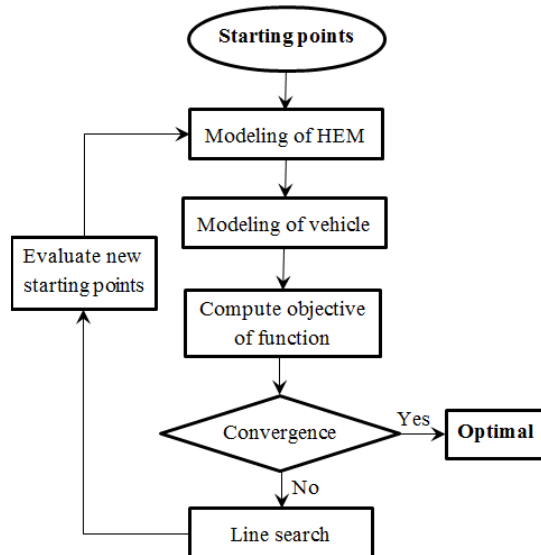 Starting points
Modeling of HEM
Modeling of vehicle
Evaluate new
starting points
Compute objective
of function
Convergence
Yes
Optimal
No
Line search